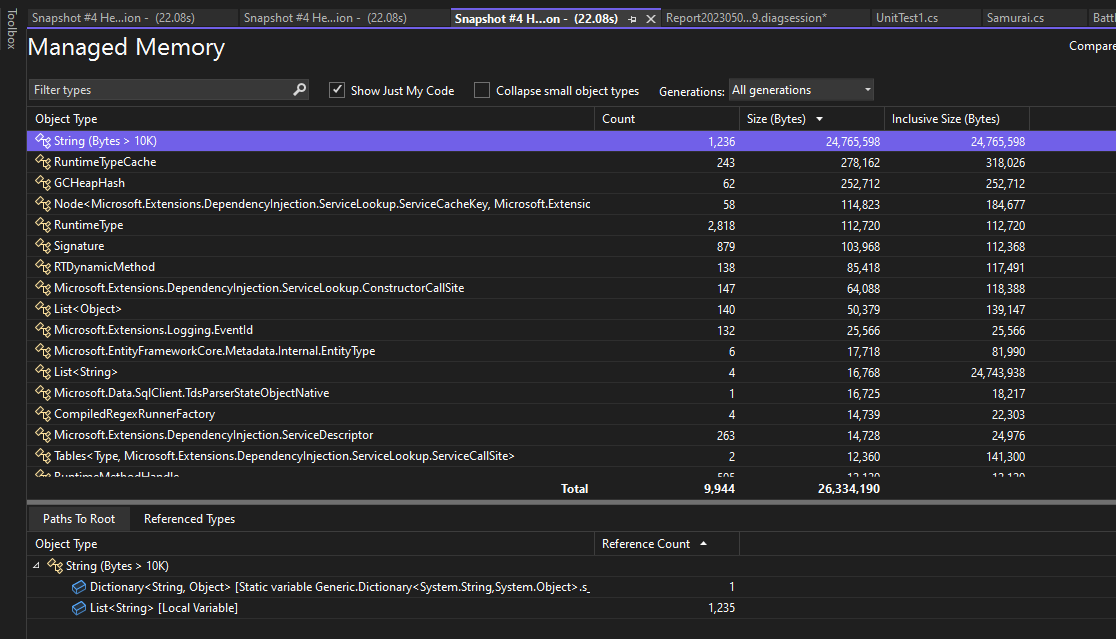 Toolbox
Snapshot #4 He...ion - (22.08s) Snapshot #4 He...ion - (22.08s) Snapshot #4 H...on - (22.08s) Report2023050...9.diagsession* UnitTest1.cs Samurai.cs Battl
Managed Memory Compare
Filter types Show Just My Code Collapse small object types Generations: All generations
Object Type Count Size (Bytes) Inclusive Size (Bytes)
String (Bytes > 10K) 1,236 24,765,598 24,765,598
RuntimeTypeCache 243 278,162 318,026
GCHeapHash 62 252,712 252,712
Node<Microsoft.Extensions.DependencyInjection.ServiceLookup.ServiceCacheKey, Microsoft.Extensic 58 114,823 184,677
RuntimeType 2,818 112,720 112,720
Signature 879 103,968 112,368
RTDynamicMethod 138 85,418 117,491
Microsoft.Extensions.DependencyInjection.ServiceLookup.ConstructorCallSite 147 64,088 118,388
List<Object> 140 50,379 139,147
Microsoft.Extensions.Logging.EventId 132 25,566 25,566
Microsoft.EntityFrameworkCore.Metadata.Internal.EntityType 6 17,718 81,990
List<String> 4 16,768 24,743,938
Microsoft.Data.SqlClient.TdsParserStateObjectNative 1 16,725 18,217
CompiledRegexRunnerFactory 4 14,739 22,303
Microsoft.Extensions.DependencyInjection.ServiceDescriptor 263 14,728 24,976
Tables<Type, Microsoft.Extensions.DependencyInjection.ServiceLookup.ServiceCallSite> 2 12,360 141,300
RuntimeMethodHandle
Total 9,944 26,334,190
Paths To Root Referenced Types
Object Type Reference Count
String (Bytes > 10K)
Dictionary<String, Object> [Static variable Generic.Dictionary<System.String,System.Object>.s_ 1
List<String> [Local Variable] 1,235